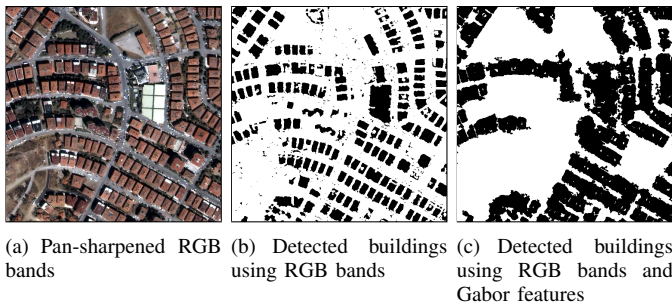 (a) Pan-sharpened RGB
bands
(b) Detected buildings
using RGB bands
(c) Detected buildings
using RGB bands and
Gabor features